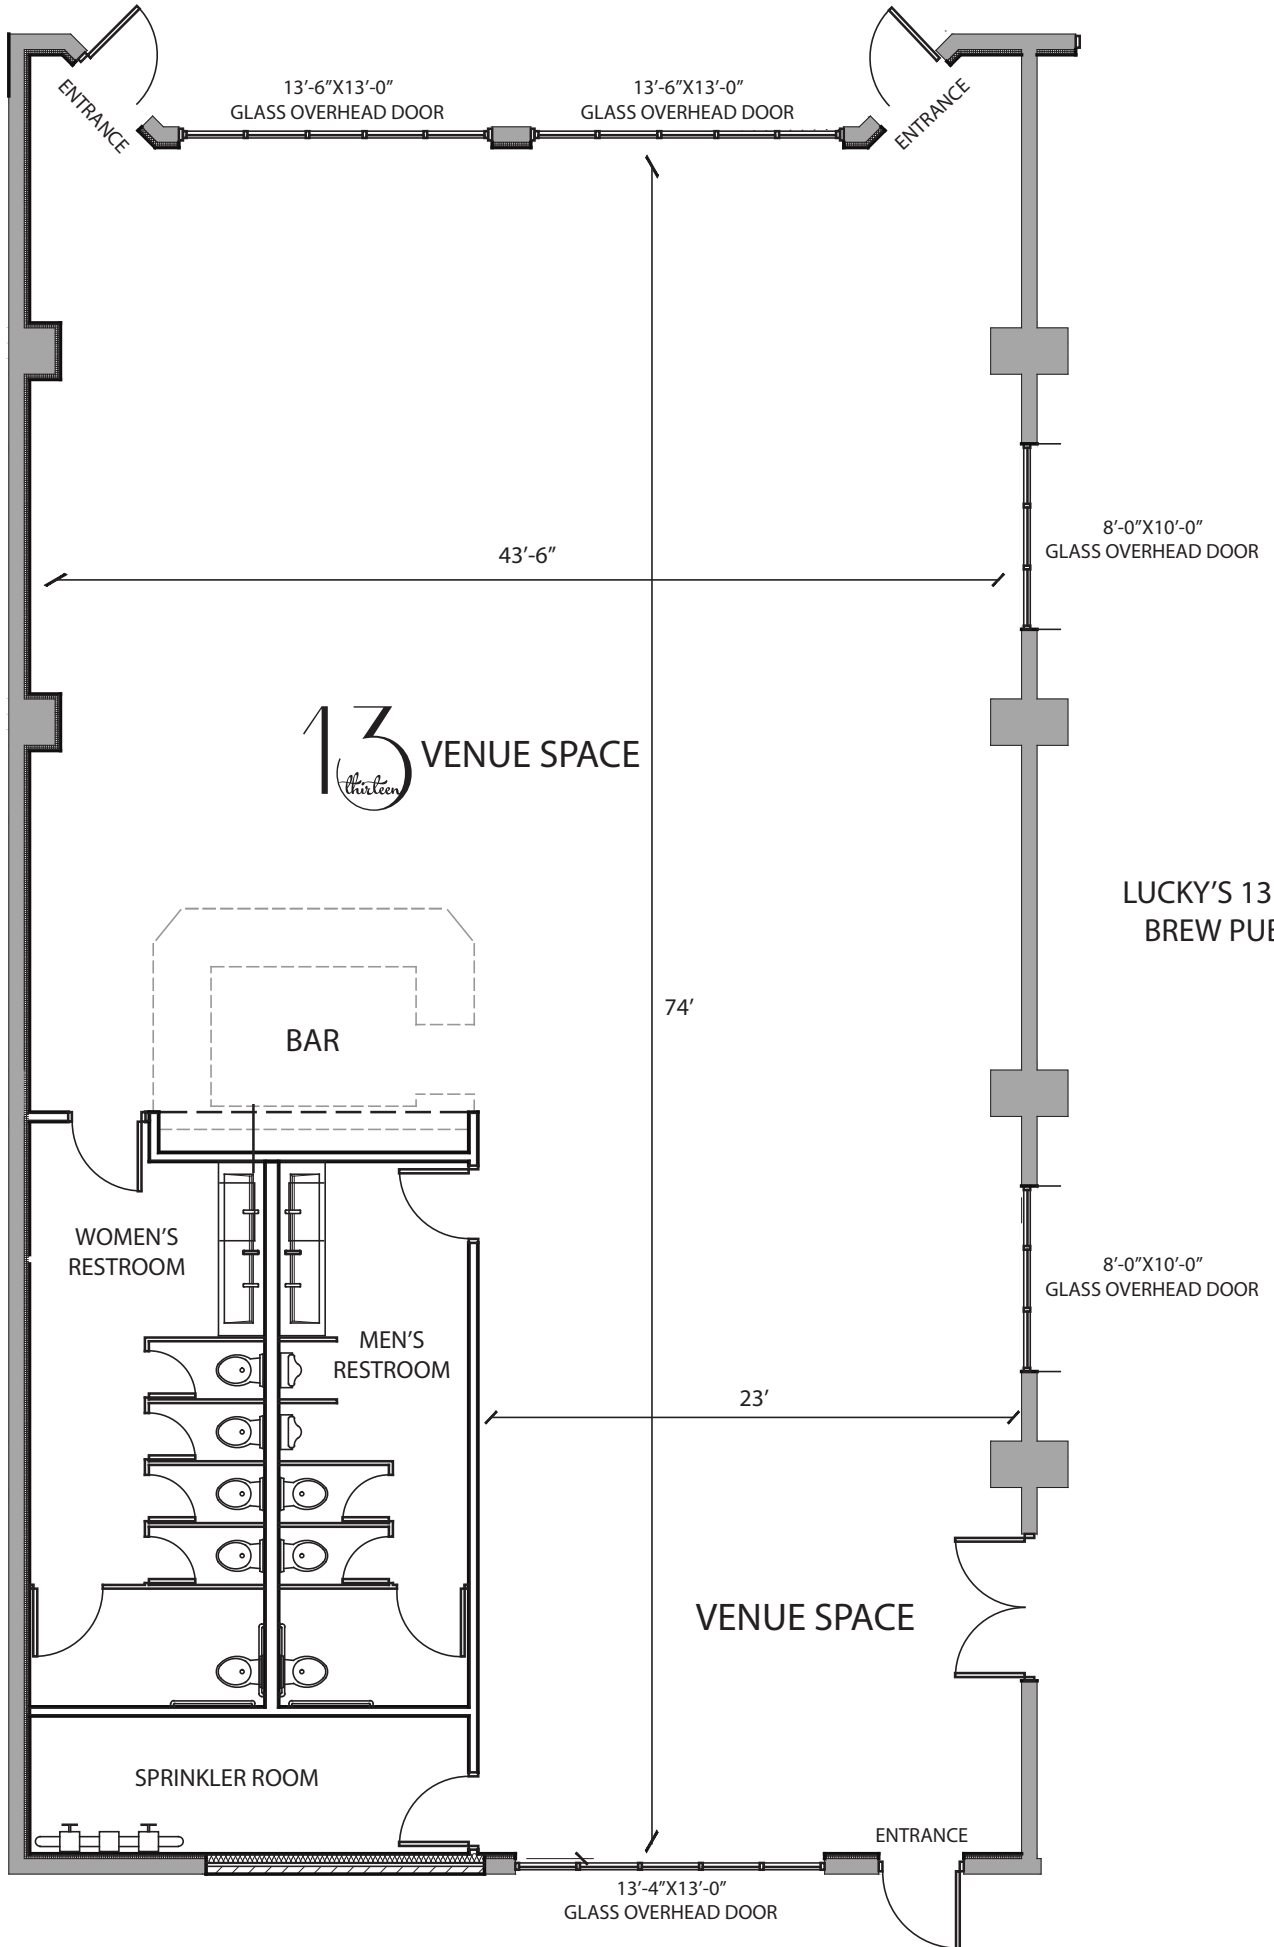 13'-6"X13'-0"
GLASS OVERHEAD DOOR
13'-6"X13'-0"
GLASS OVERHEAD DOOR
ENTRANCE
ENTRANCE
8'-0"X10'-0"
GLASS OVERHEAD DOOR
43'-6"
13
thirteen
VENUE SPACE
LUCKY'S 13
BREW
74'
BAR
WOMEN'S
RESTROOM
8'-0"X10'-0"
GLASS OVERHEAD DOOR
MEN'S
RESTROOM
23'
VENUE SPACE
SPRINKLER ROOM
ENTRANCE
13'-4"X13'-0"
GLASS OVERHEAD DOOR